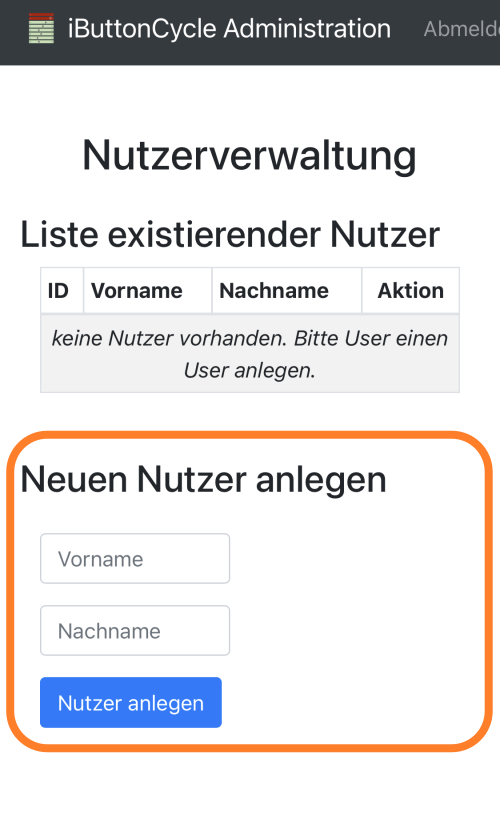 iButtonCycle Administration Abmelde
Nutzerverwaltung
Liste existierender Nutzer
ID Vorname Nachname Aktion
keine Nutzer vorhanden. Bitte User einen
User anlegen.
Neuen Nutzer anlegen
Vorname
Nachname
Nutzer anlegen